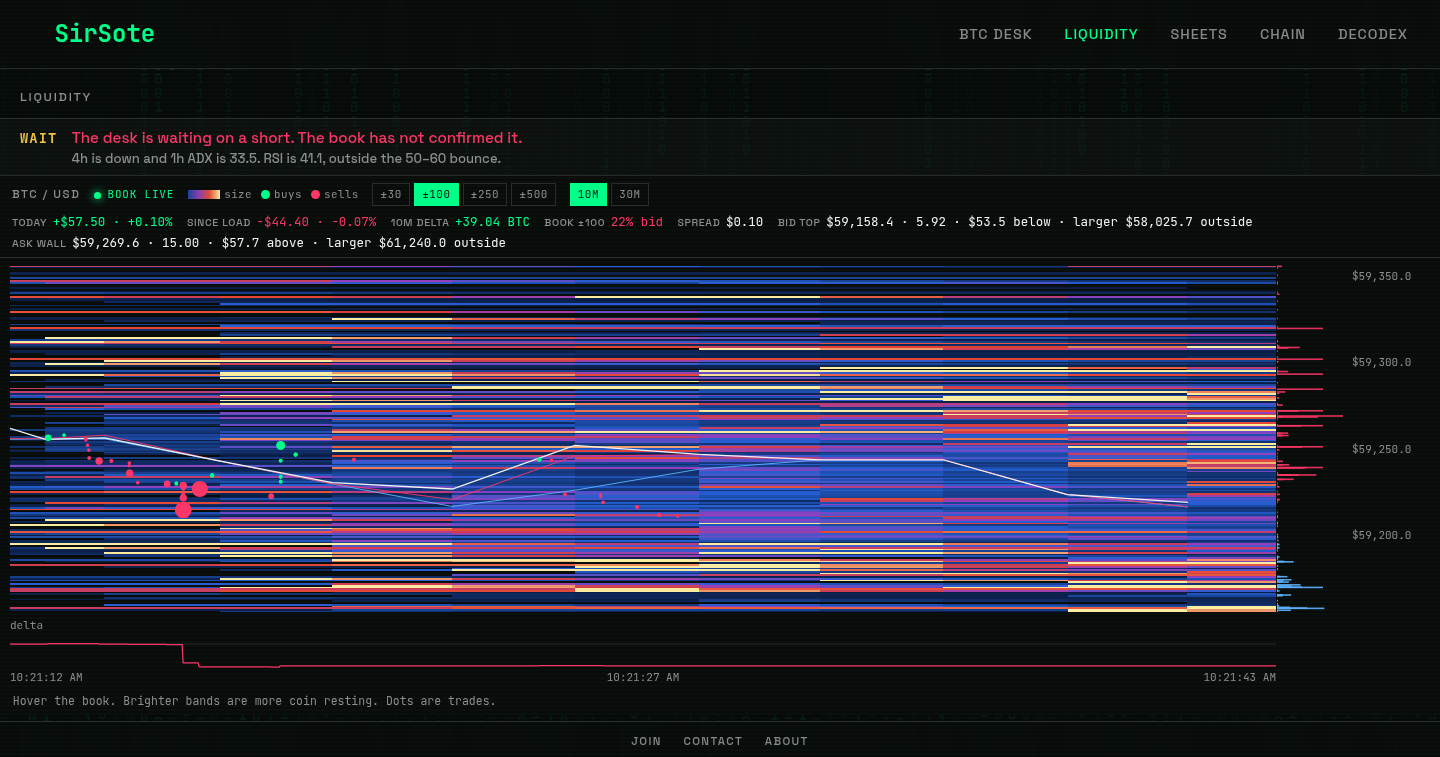 SirSote
BTC DESK LIQUIDITY SHEETS CHAIN DECODEX
LIQUIDITY
WAIT The desk is waiting on a short. The book has not confirmed it.
4h is down and 1h ADX is 33.5. RSI is 41.1, outside the 50–60 bounce.
BTC / USD BOOK LIVE size buys sells ±30 ±100 ±250 ±500 10M 30M
TODAY +$57.50 · +0.10% SINCE LOAD -$44.40 · -0.07% 10M DELTA +39.04 BTC BOOK ±100 22% bid SPREAD $0.10 BID TOP $59,158.4 · 5.92 · $53.5 below · larger $58,025.7 outside
ASK WALL $59,269.6 · 15.00 · $57.7 above · larger $61,240.0 outside
$59,350.0
$59,300.0
$59,250.0
$59,200.0
delta
10:21:12 AM 10:21:27 AM 10:21:43 AM
Hover the book. Brighter bands are more coin resting. Dots are trades.
JOIN CONTACT ABOUT